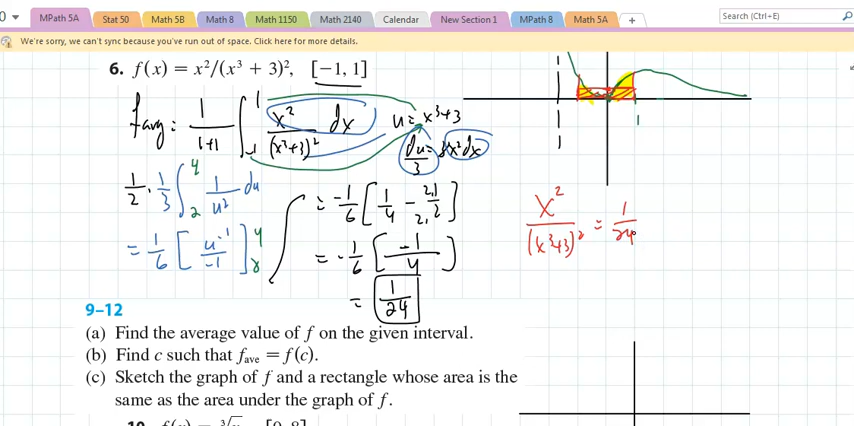 MPath 5A Stat 50 Math 5B Math 8 Math 1150 Math 2140 Calendar New Section 1 MPath 8 Math 5A + Search (Ctrl+E)
We're sorry, we can't sync because you've run out of space. Click here for more details.
6. f(x) = x²/(x³ + 3)², [−1, 1]
f avg = 1/(1+1) ∫₋₁¹ x²/(x³+3)² dx
u = x³+3
du/3 = 3x²dx
1/2 · 1/3 ∫₂⁴ 1/u² du
= 1/6 [u⁻¹/−1]₂⁴
= −1/6 [1/4 − 2·1/2·2]
= −1/6 [−1/4]
= 1/24
x²/(x³+3)² = 1/24
1
9–12
(a) Find the average value of f on the given interval.
(b) Find c such that f_ave = f(c).
(c) Sketch the graph of f and a rectangle whose area is the
same as the area under the graph of f.